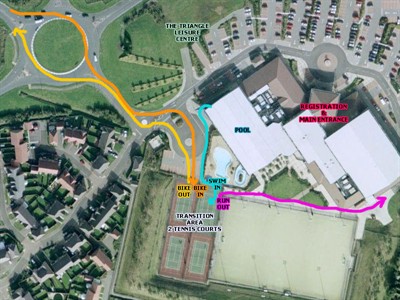 THE TRIANGLE
LEISURE
CENTRE
REGISTRATION
&
MAIN ENTRANCE
POOL
SWIM
IN
BIKE
OUT
BIKE
IN
RUN
OUT
TRANSITION
AREA
2 TENNIS COURTS